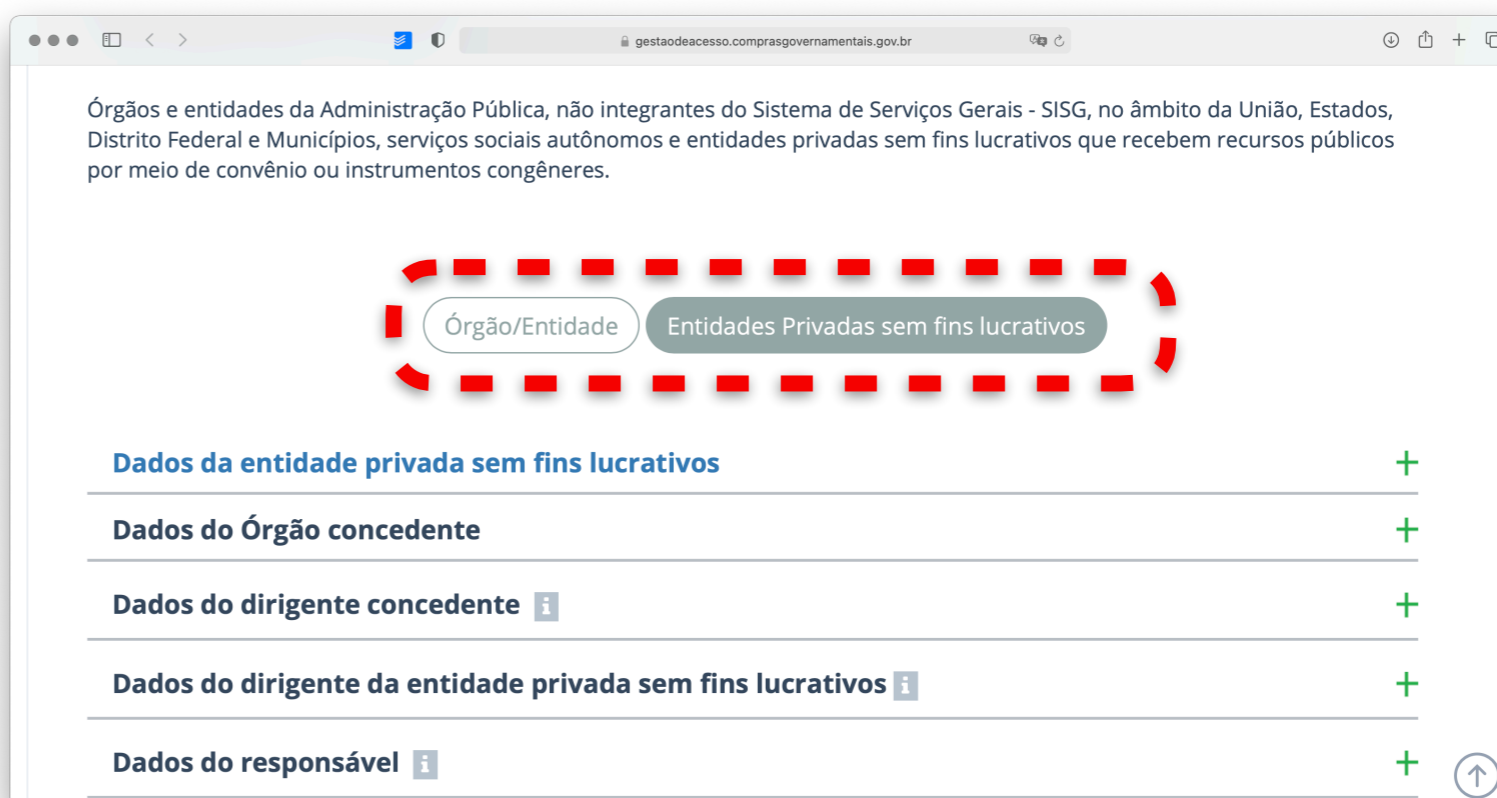 gestaodeacesso.comprasgovernamentais.gov.br
Órgãos e entidades da Administração Pública, não integrantes do Sistema de Serviços Gerais - SISG, no âmbito da União, Estados,
Distrito Federal e Municípios, serviços sociais autônomos e entidades privadas sem fins lucrativos que recebem recursos públicos
por meio de convênio ou instrumentos congêneres.
Órgão/Entidade Entidades Privadas sem fins lucrativos
Dados da entidade privada sem fins lucrativos +
Dados do Órgão concedente +
Dados do dirigente concedente i +
Dados do dirigente da entidade privada sem fins lucrativos i +
Dados do responsável i +